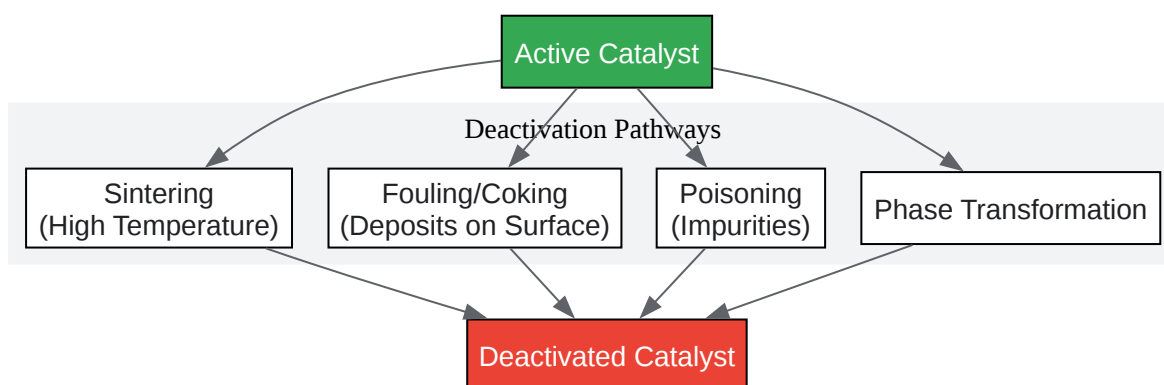 Active Catalyst
Deactivation Pathways
Sintering
(High Temperature)
Fouling/Coking
(Deposits on Surface)
Poisoning
(Impurities)
Phase Transformation
Deactivated Catalyst